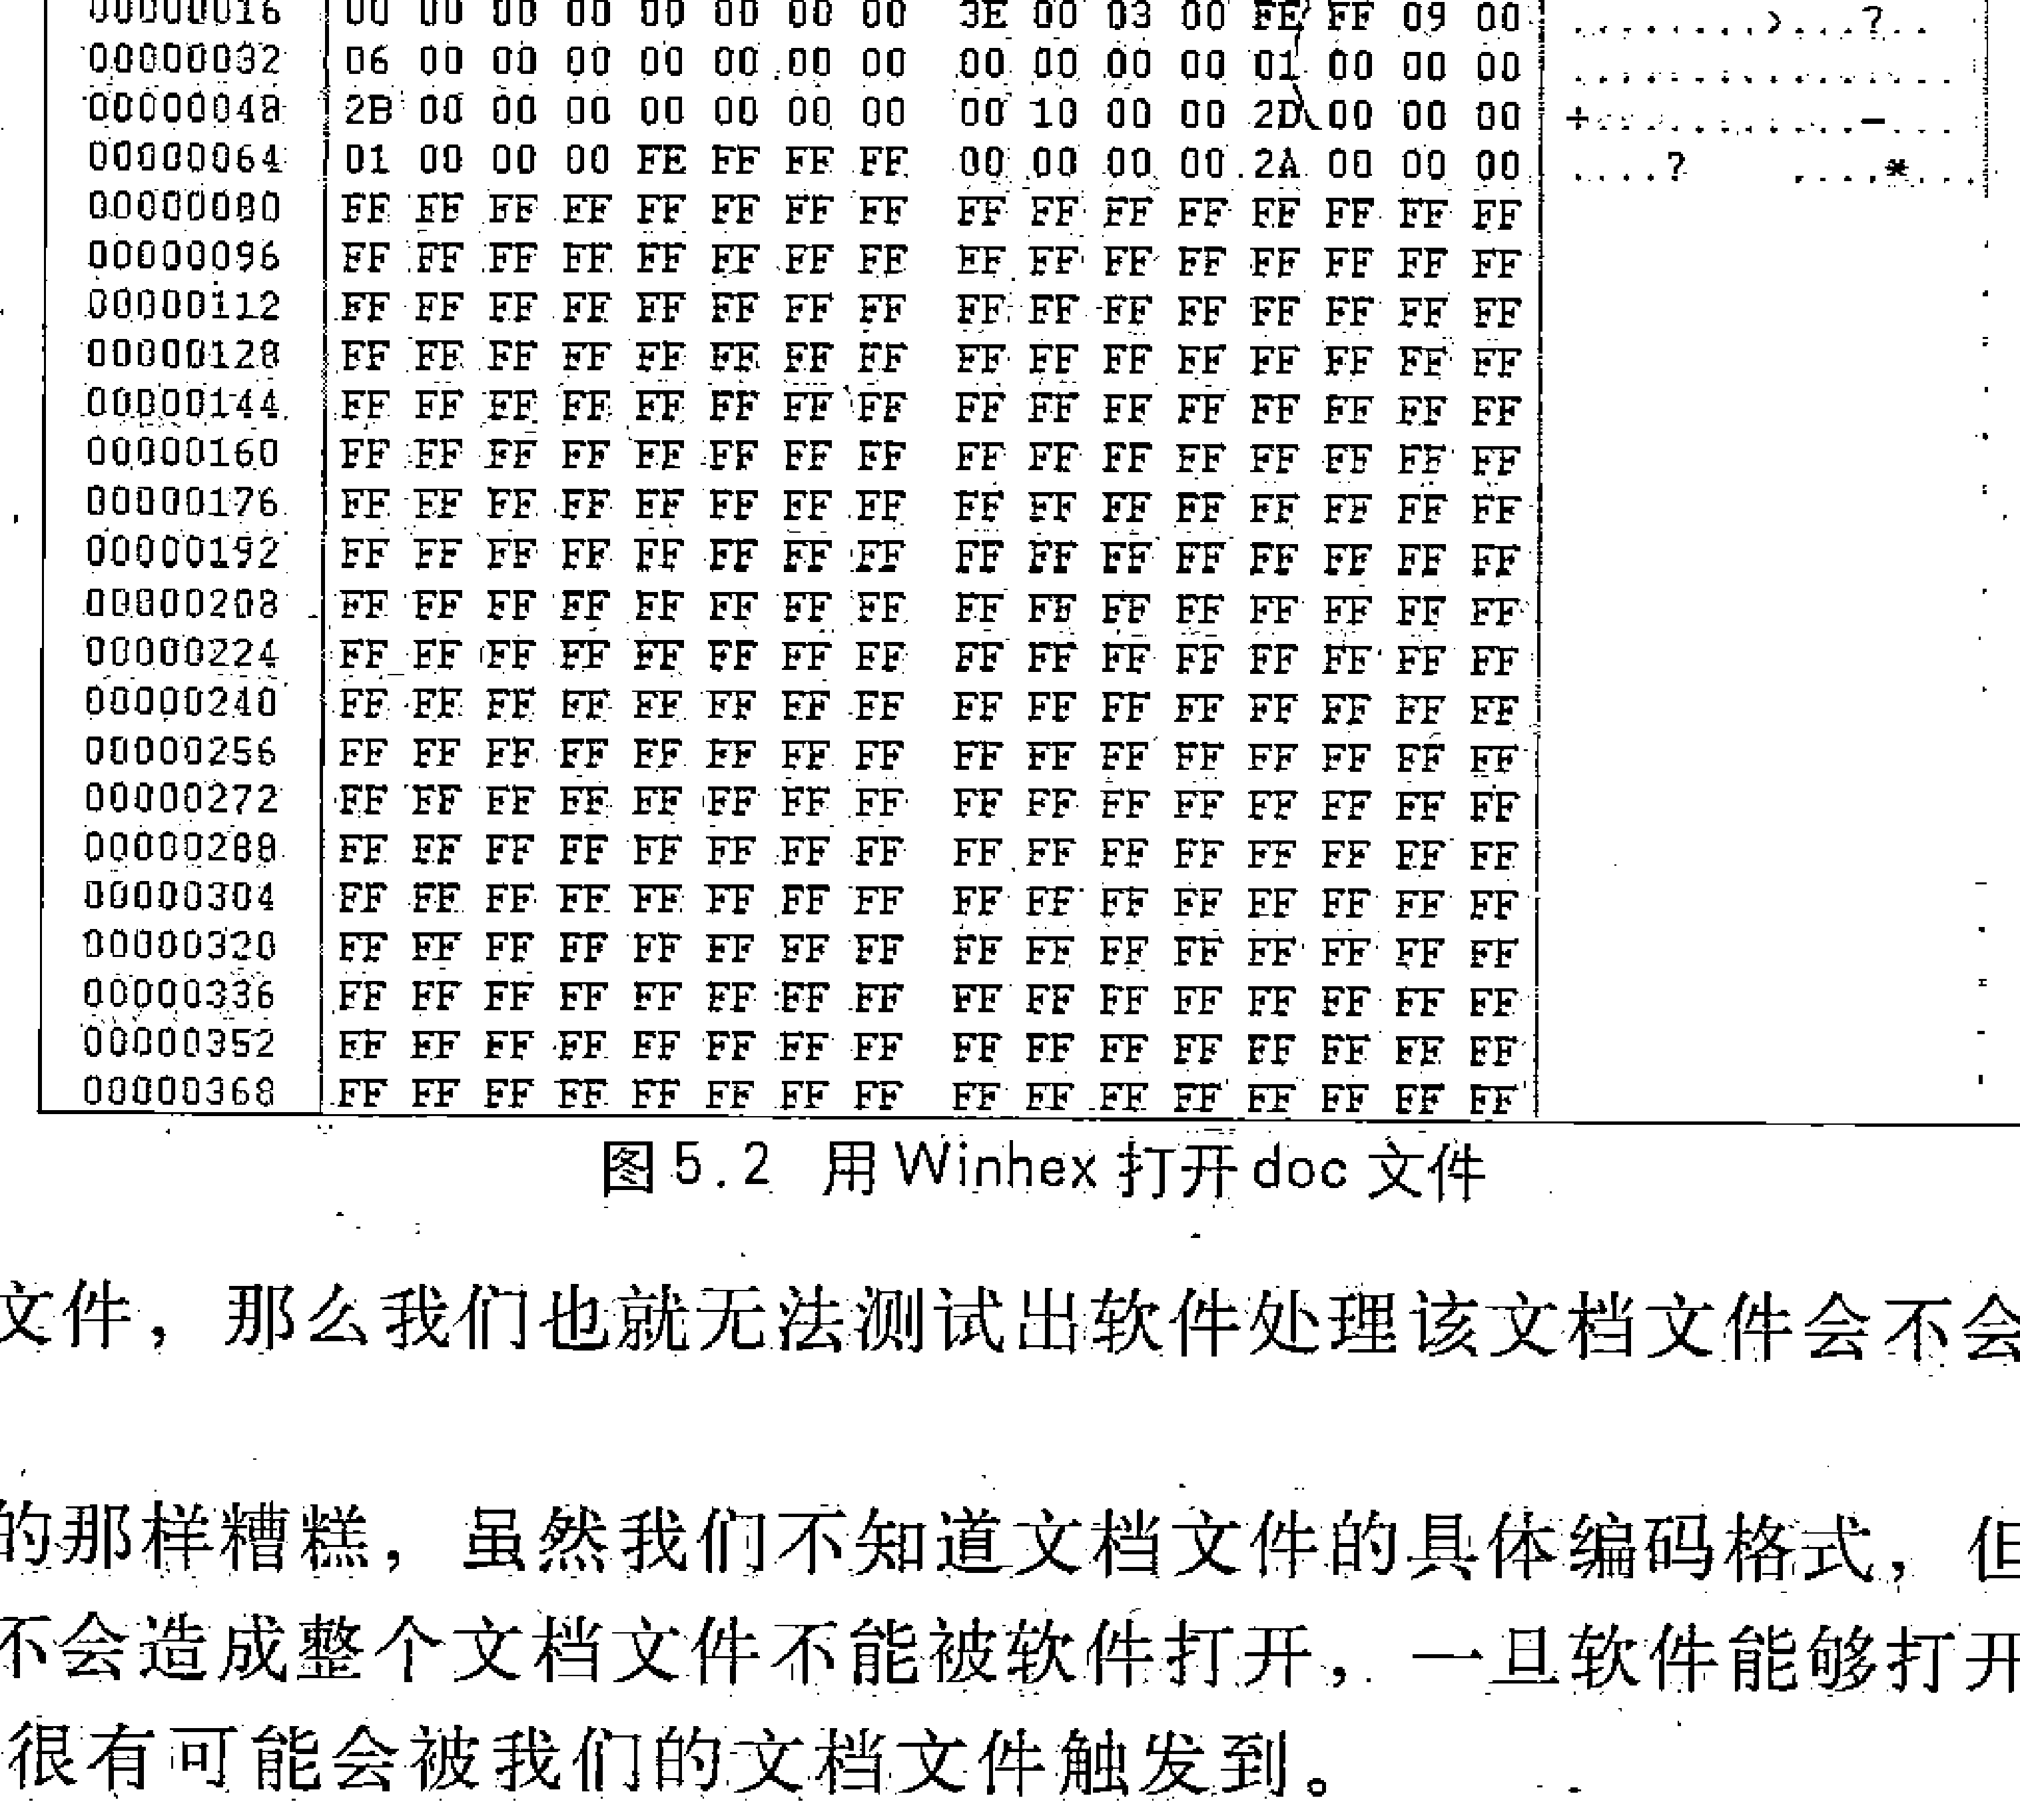 00000016 00 00 00 00 00 00 00 00 3E 00 03 00 FE FF 09 00 ........>...?..
00000032 06 00 00 00 00 00 00 00 00 00 00 00 01 00 00 00 ................
00000048 2B 00 00 00 00 00 00 00 00 10 00 00 2D 00 00 00 +...........-...
00000064 01 00 00 00 FE FF FF FF 00 00 00 00 2A 00 00 00 ....? ....*...
00000080 FF FF FF FF FF FF FF FF FF FF FF FF FF FF FF FF
00000096 FF FF FF FF FF FF FF FF FF FF FF FF FF FF FF FF
00000112 FF FF FF FF FF FF FF FF FF FF FF FF FF FF FF FF
00000128 FF FF FF FF FF FF FF FF FF FF FF FF FF FF FF FF
00000144 FF FF FF FF FF FF FF FF FF FF FF FF FF FF FF FF
00000160 FF FF FF FF FF FF FF FF FF FF FF FF FF FF FF FF
00000176 FF FF FF FF FF FF FF FF FF FF FF FF FF FF FF FF
00000192 FF FF FF FF FF FF FF FF FF FF FF FF FF FF FF FF
00000208 FF FF FF FF FF FF FF FF FF FF FF FF FF FF FF FF
00000224 FF FF FF FF FF FF FF FF FF FF FF FF FF FF FF FF
00000240 FF FF FF FF FF FF FF FF FF FF FF FF FF FF FF FF
00000256 FF FF FF FF FF FF FF FF FF FF FF FF FF FF FF FF
00000272 FF FF FF FF FF FF FF FF FF FF FF FF FF FF FF FF
00000288 FF FF FF FF FF FF FF FF FF FF FF FF FF FF FF FF
00000304 FF FF FF FF FF FF FF FF FF FF FF FF FF FF FF FF
00000320 FF FF FF FF FF FF FF FF FF FF FF FF FF FF FF FF
00000336 FF FF FF FF FF FF FF FF FF FF FF FF FF FF FF FF
00000352 FF FF FF FF FF FF FF FF FF FF FF FF FF FF FF FF
00000368 FF FF FF FF FF FF FF FF FF FF FF FF FF FF FF FF
图5.2 用Winhex打开doc文件
文件，那么我们也就无法测试出软件处理该文档文件会不会
的那样糟糕，虽然我们不知道文档文件的具体编码格式，但
不会造成整个文档文件不能被软件打开，一旦软件能够打开
很有可能会被我们的文档文件触发到。